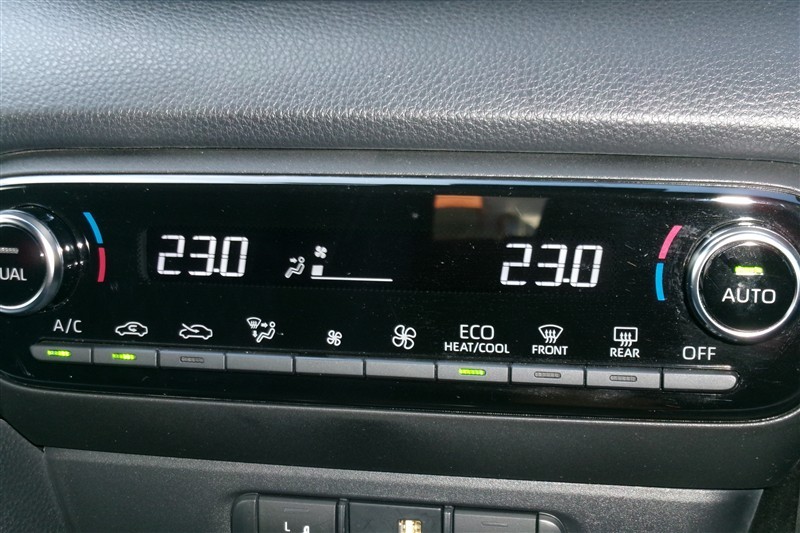 23.0
23.0
UAL
AUTO
A/C
ECO
HEAT/COOL
FRONT
REAR
OFF
L